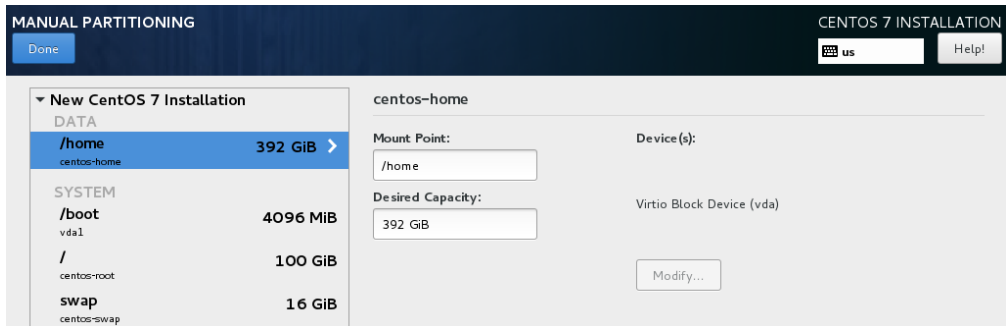 MANUAL PARTITIONING
CENTOS 7 INSTALLATION
Done
us
Help!
New CentOS 7 Installation
DATA
/home
392 GiB
centos-home
SYSTEM
/boot
4096 MiB
vda1
/
100 GiB
centos-root
swap
16 GiB
centos-swap
centos-home
Mount Point:
/home
Desired Capacity:
392 GiB
Device(s):
Virtio Block Device (vda)
Modify...